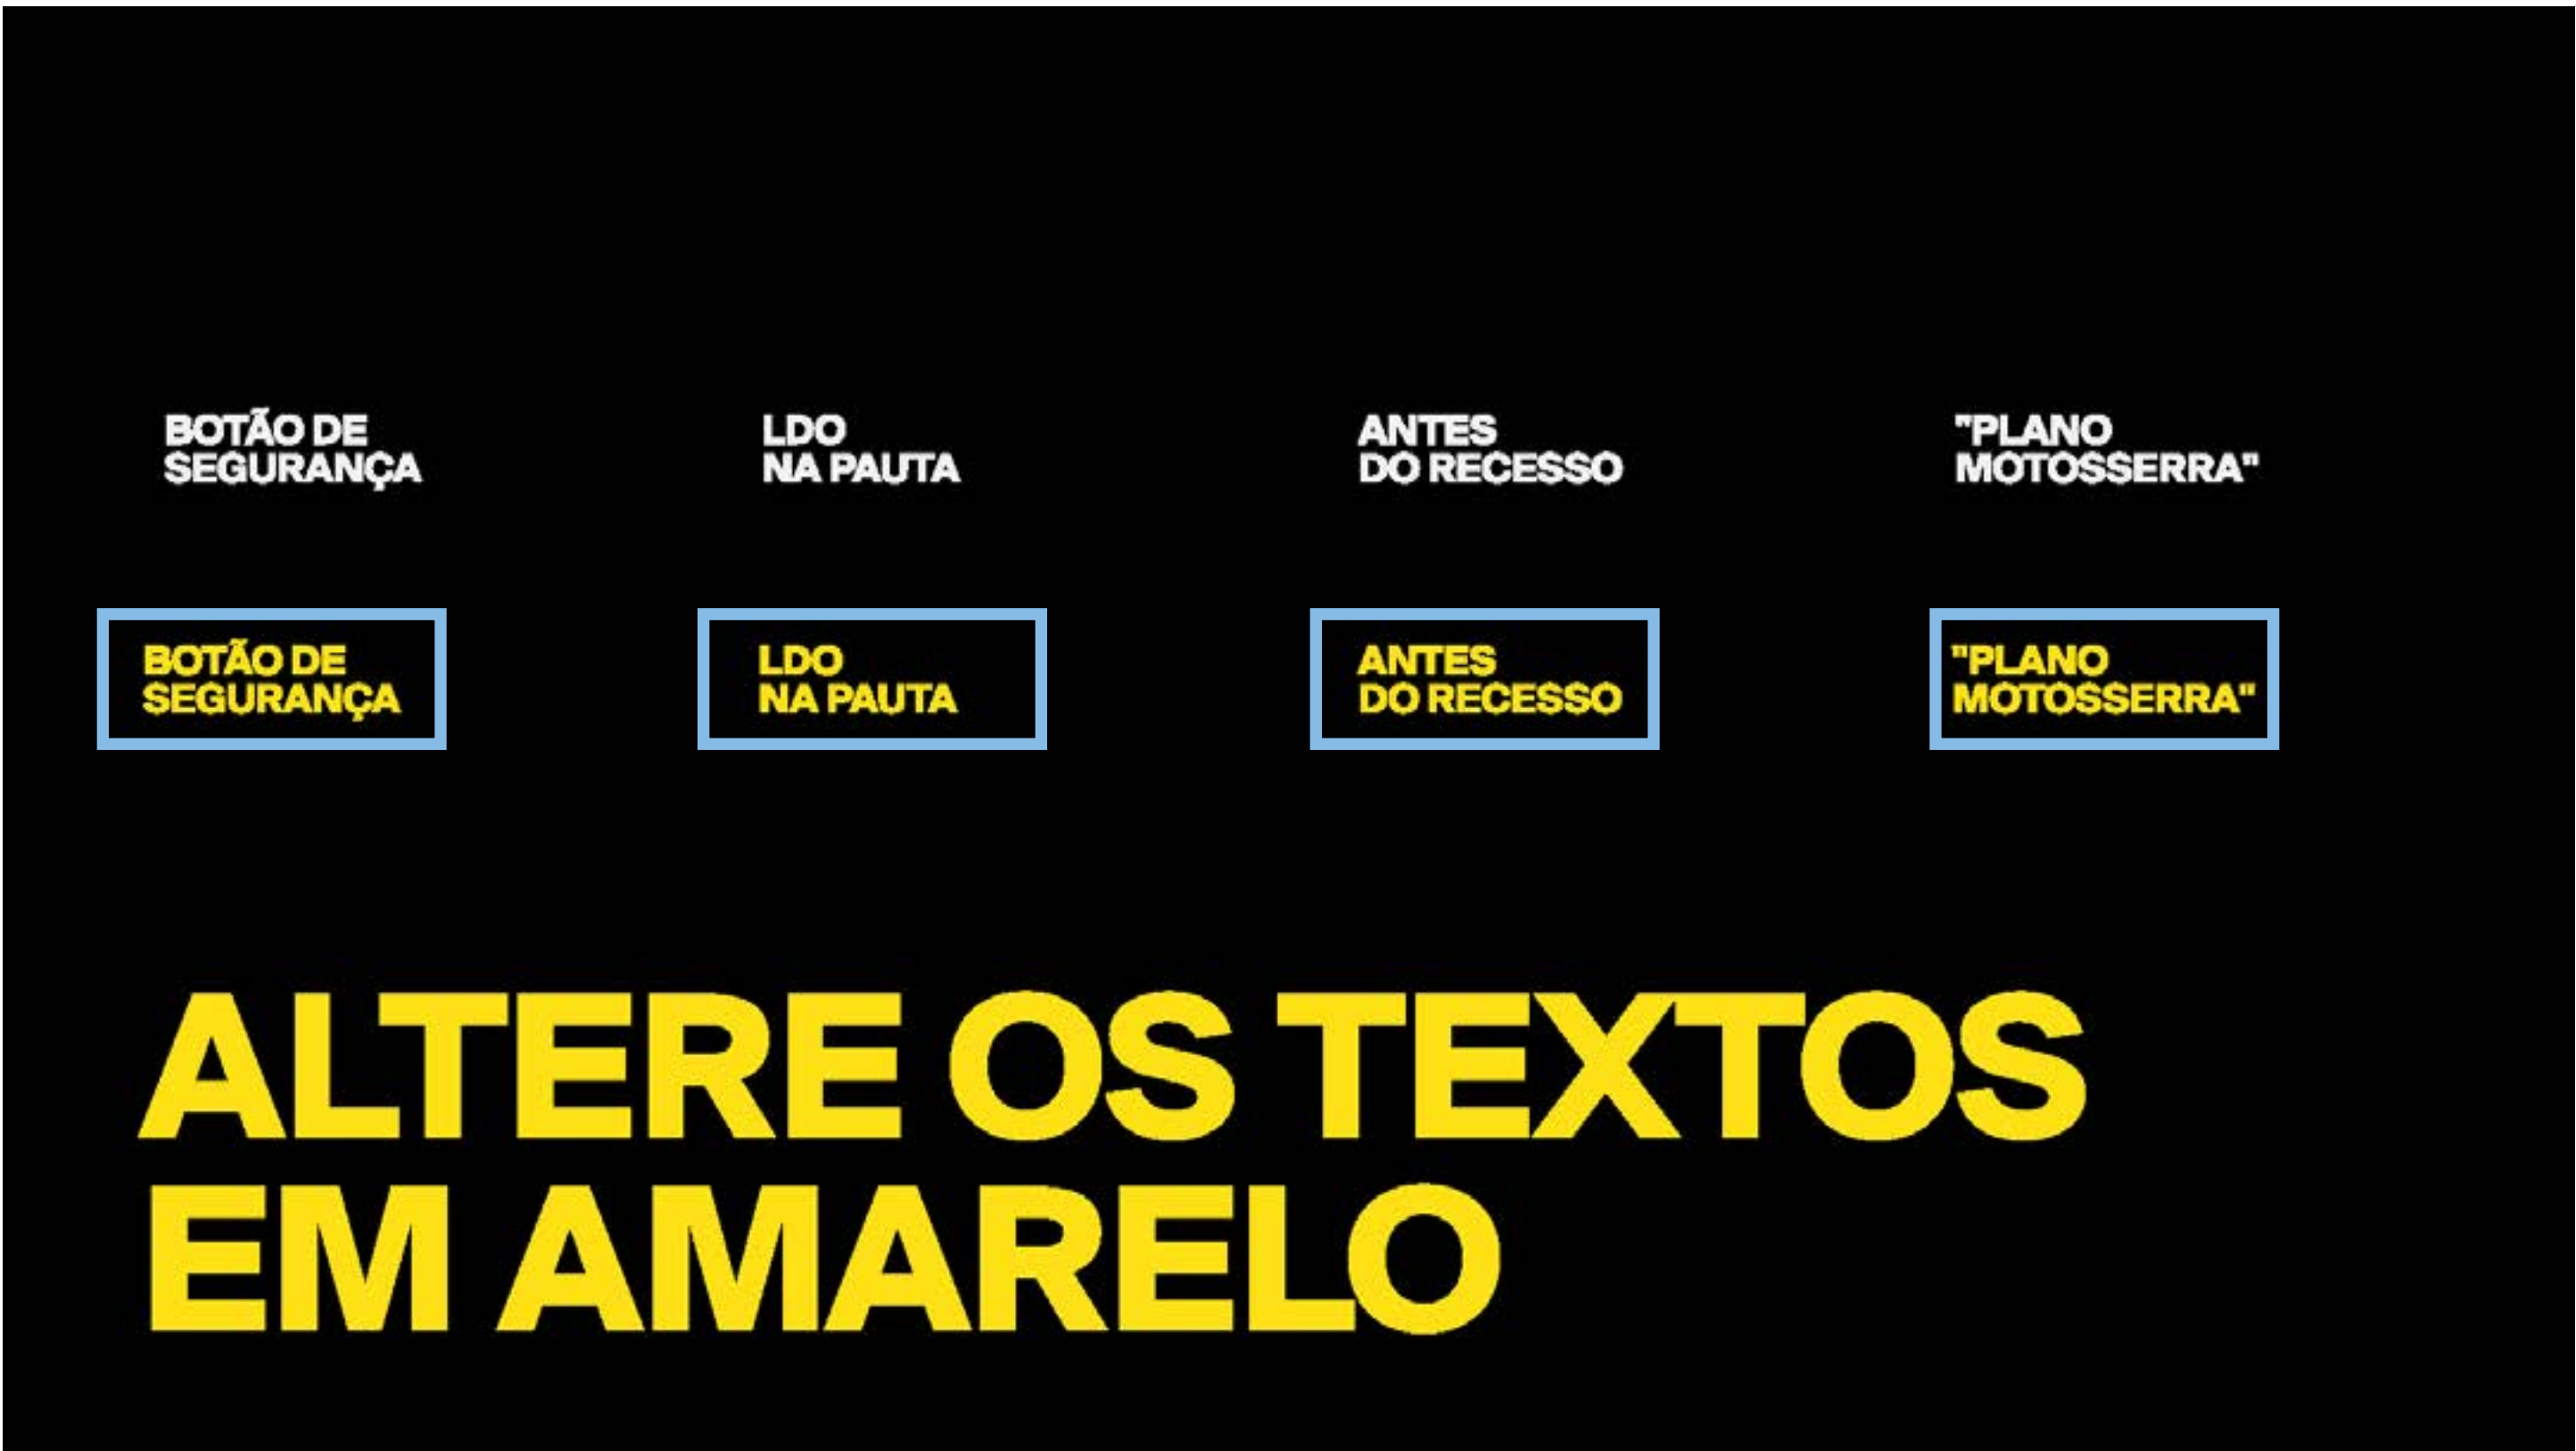 BOTÃO DE
SEGURANÇA
LDO
NA PAUTA
ANTES
DO RECESSO
"PLANO
MOTOSSERRA"
BOTÃO DE
SEGURANÇA
LDO
NA PAUTA
ANTES
DO RECESSO
"PLANO
MOTOSSERRA"
ALTERE OS TEXTOS
EM AMARELO